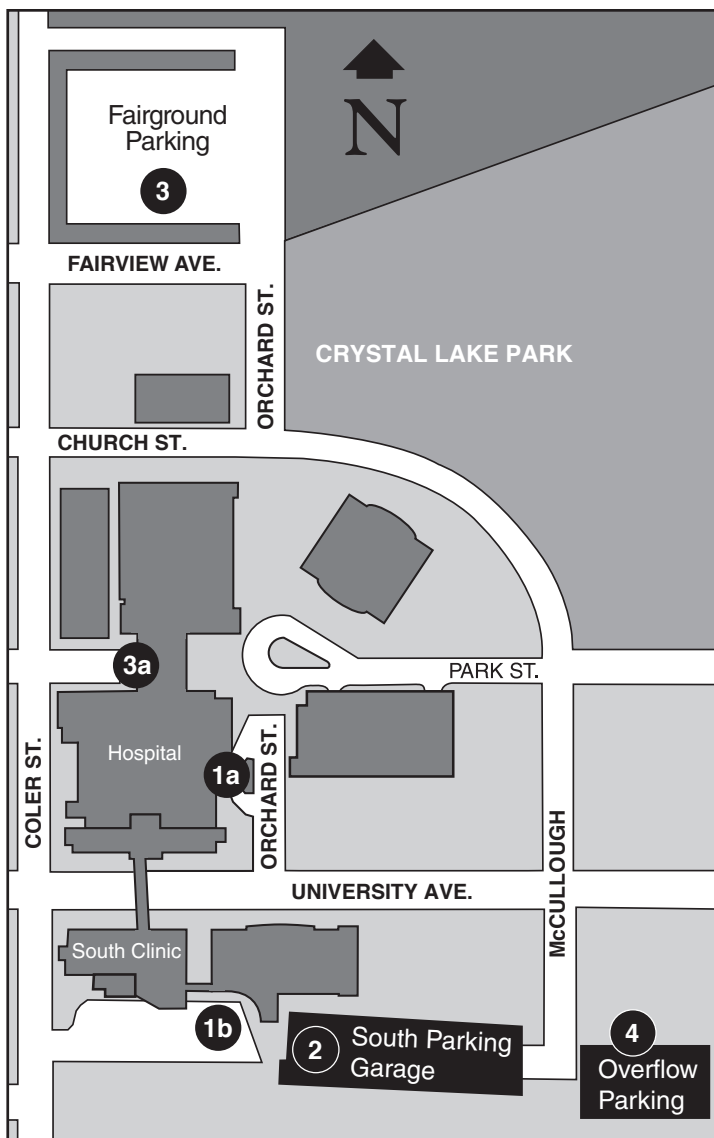 N
Fairground
Parking
3
FAIRVIEW AVE.
ORCHARD ST.
CRYSTAL LAKE PARK
CHURCH ST.
3a
PARK ST.
Hospital
1a
COLER ST.
ORCHARD ST.
UNIVERSITY AVE.
McCULLOUGH
South Clinic
1b
2
South Parking
Garage
4
Overflow
Parking